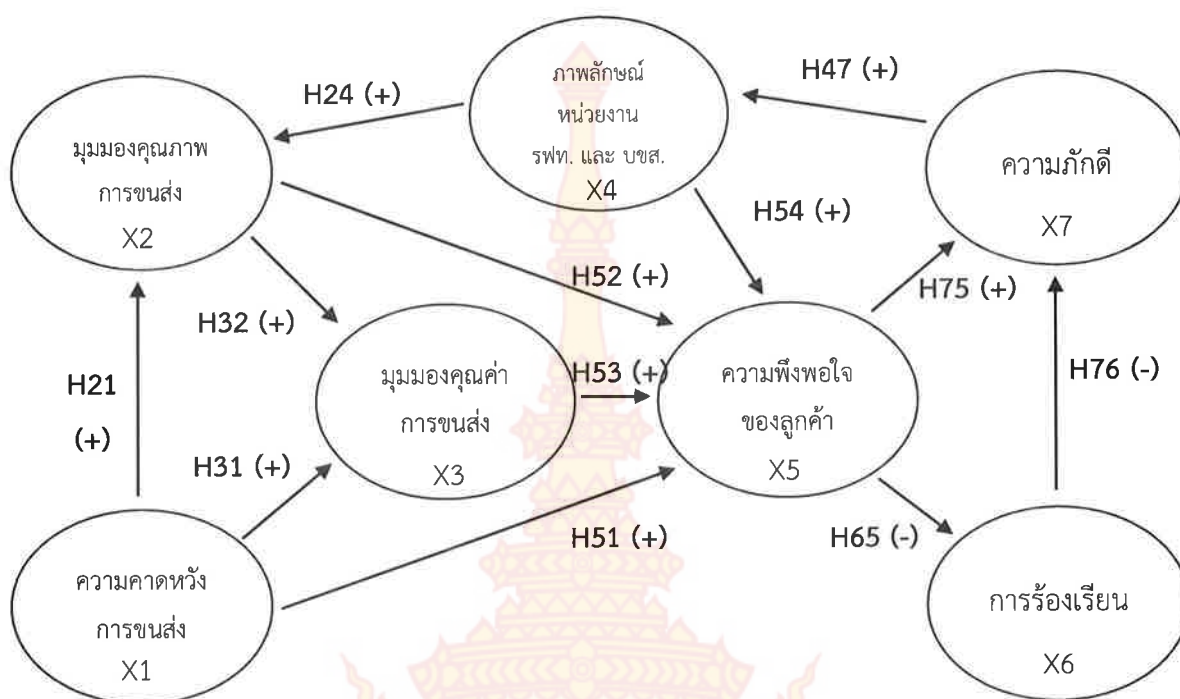 ภาพลักษณ์
หน่วยงาน
รฟท. และ บขส.
X4
H47 (+)
H24 (+)
มุมมองคุณภาพ
การขนส่ง
X2
ความภักดี
X7
H54 (+)
H52 (+)
H75 (+)
H32 (+)
H21
(+)
มุมมองคุณค่า
การขนส่ง
X3
H53 (+)
ความพึงพอใจ
ของลูกค้า
X5
H76 (-)
H31 (+)
H51 (+)
H65 (-)
ความคาดหวัง
การขนส่ง
X1
การร้องเรียน
X6